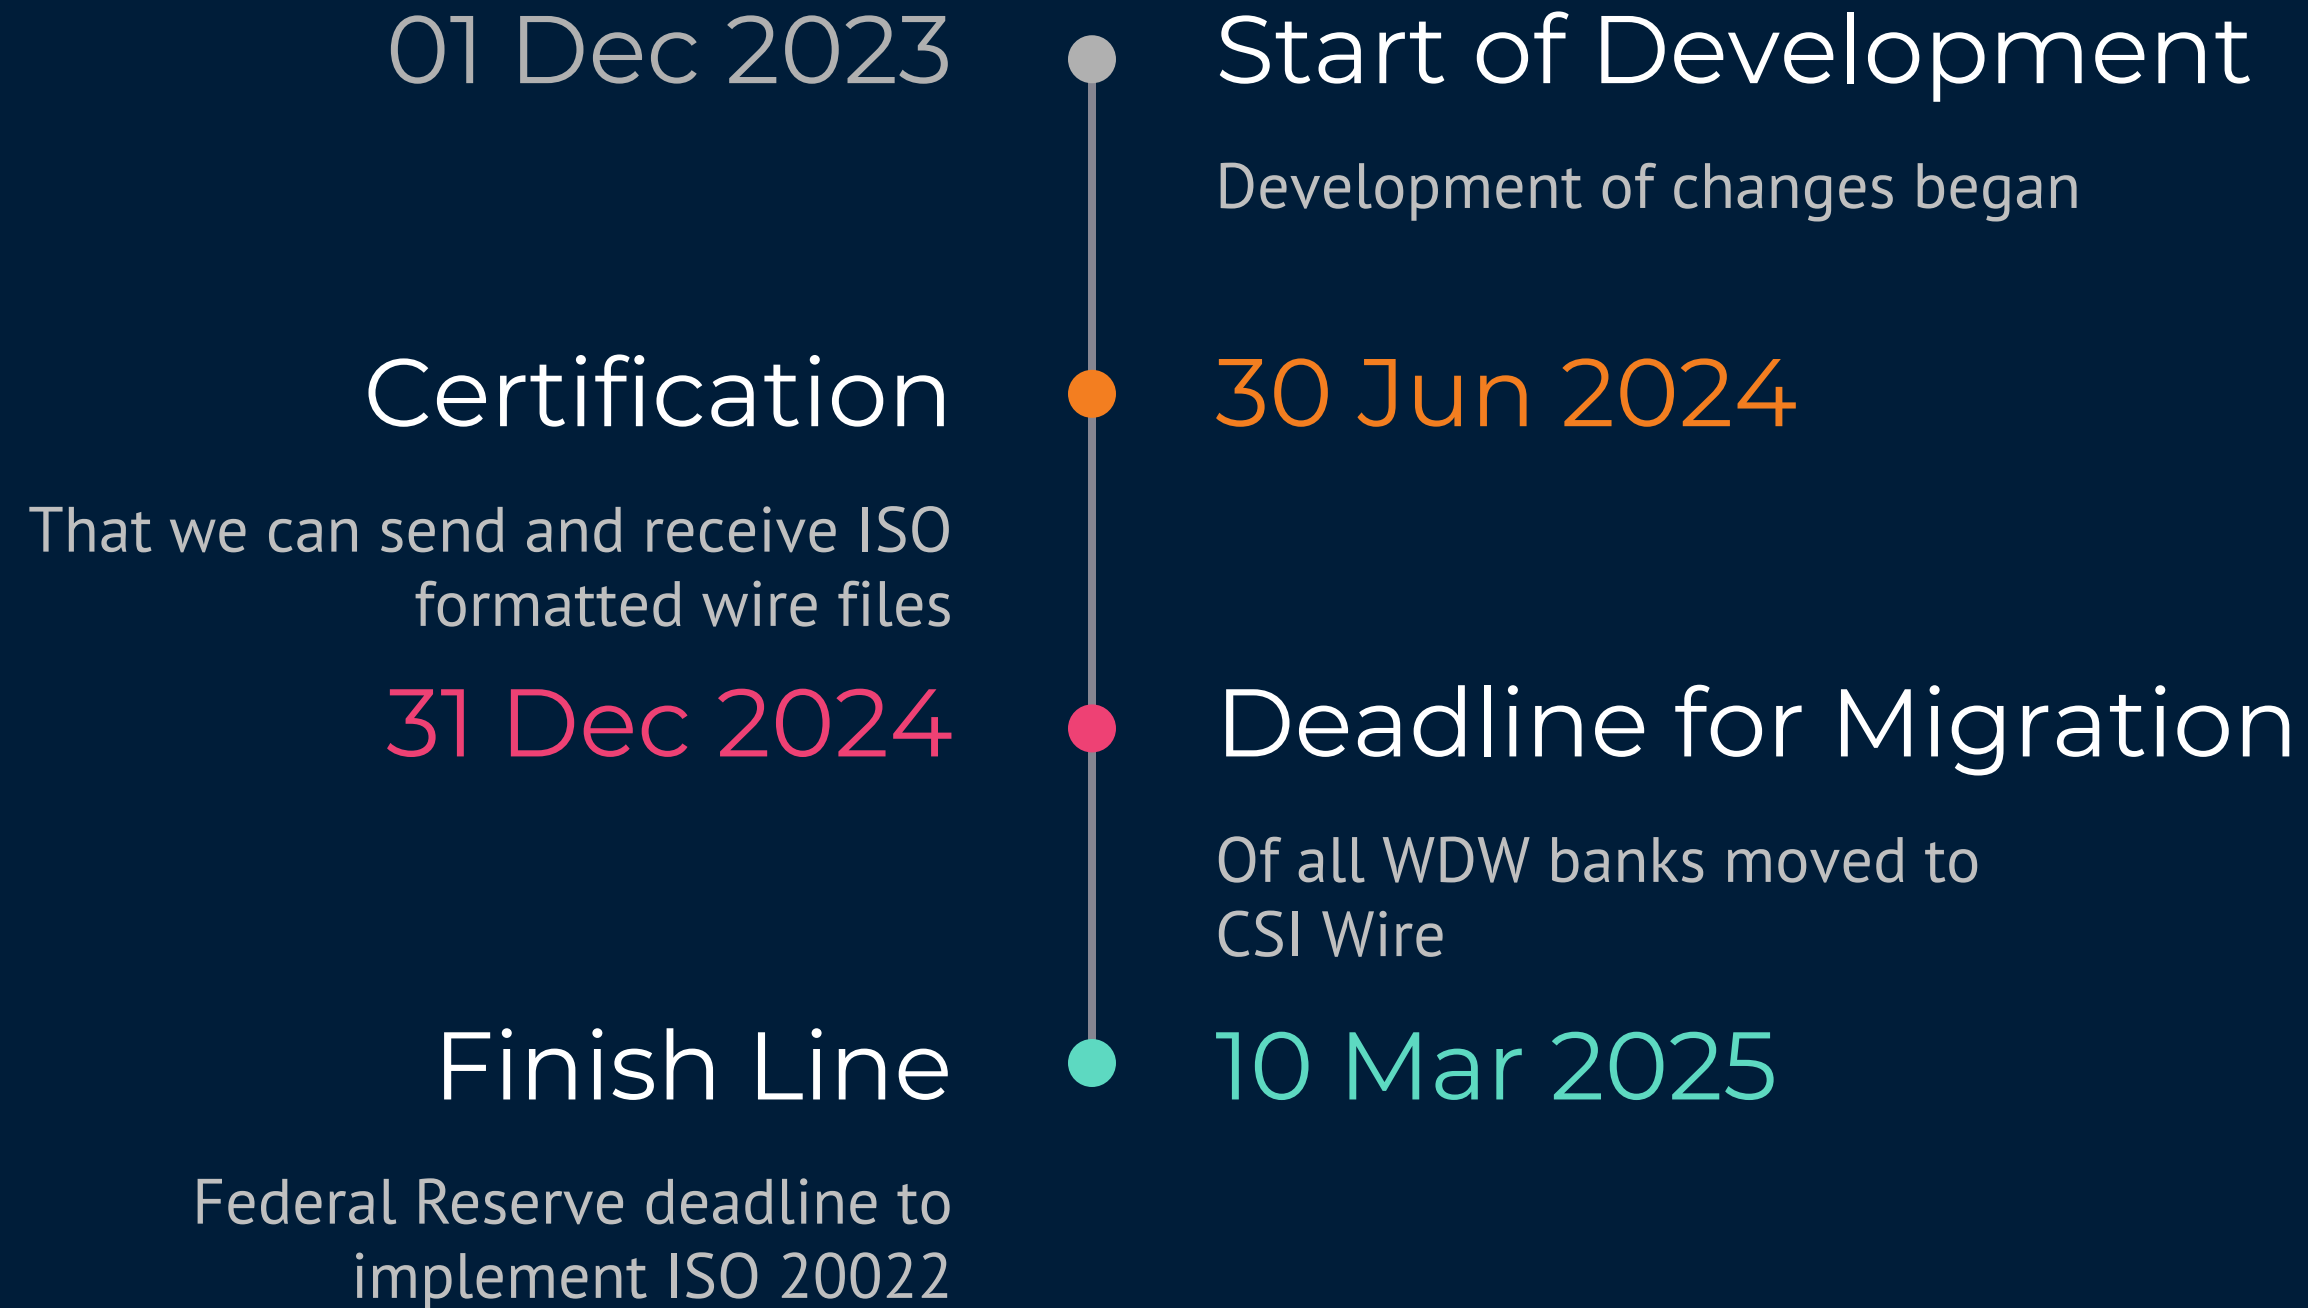 01 Dec 2023
Start of Development
Development of changes began
Certification
30 Jun 2024
That we can send and receive ISO
formatted wire files
31 Dec 2024
Deadline for Migration
Of all WDW banks moved to
CSI Wire
Finish Line
10 Mar 2025
Federal Reserve deadline to
implement ISO 20022